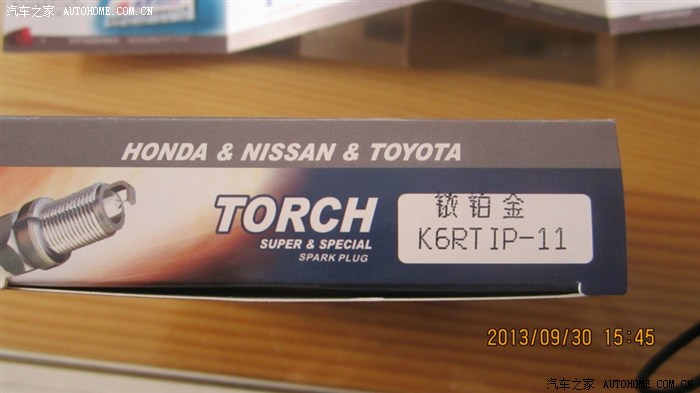 汽车之家 AUTOHOME.COM.CN
HONDA & NISSAN & TOYOTA
TORCH
SUPER & SPECIAL
SPARK PLUG
铱铂金
K6RTIP-11
2013/09/30 15:45
汽车之家 AUTOHOME.COM.CN